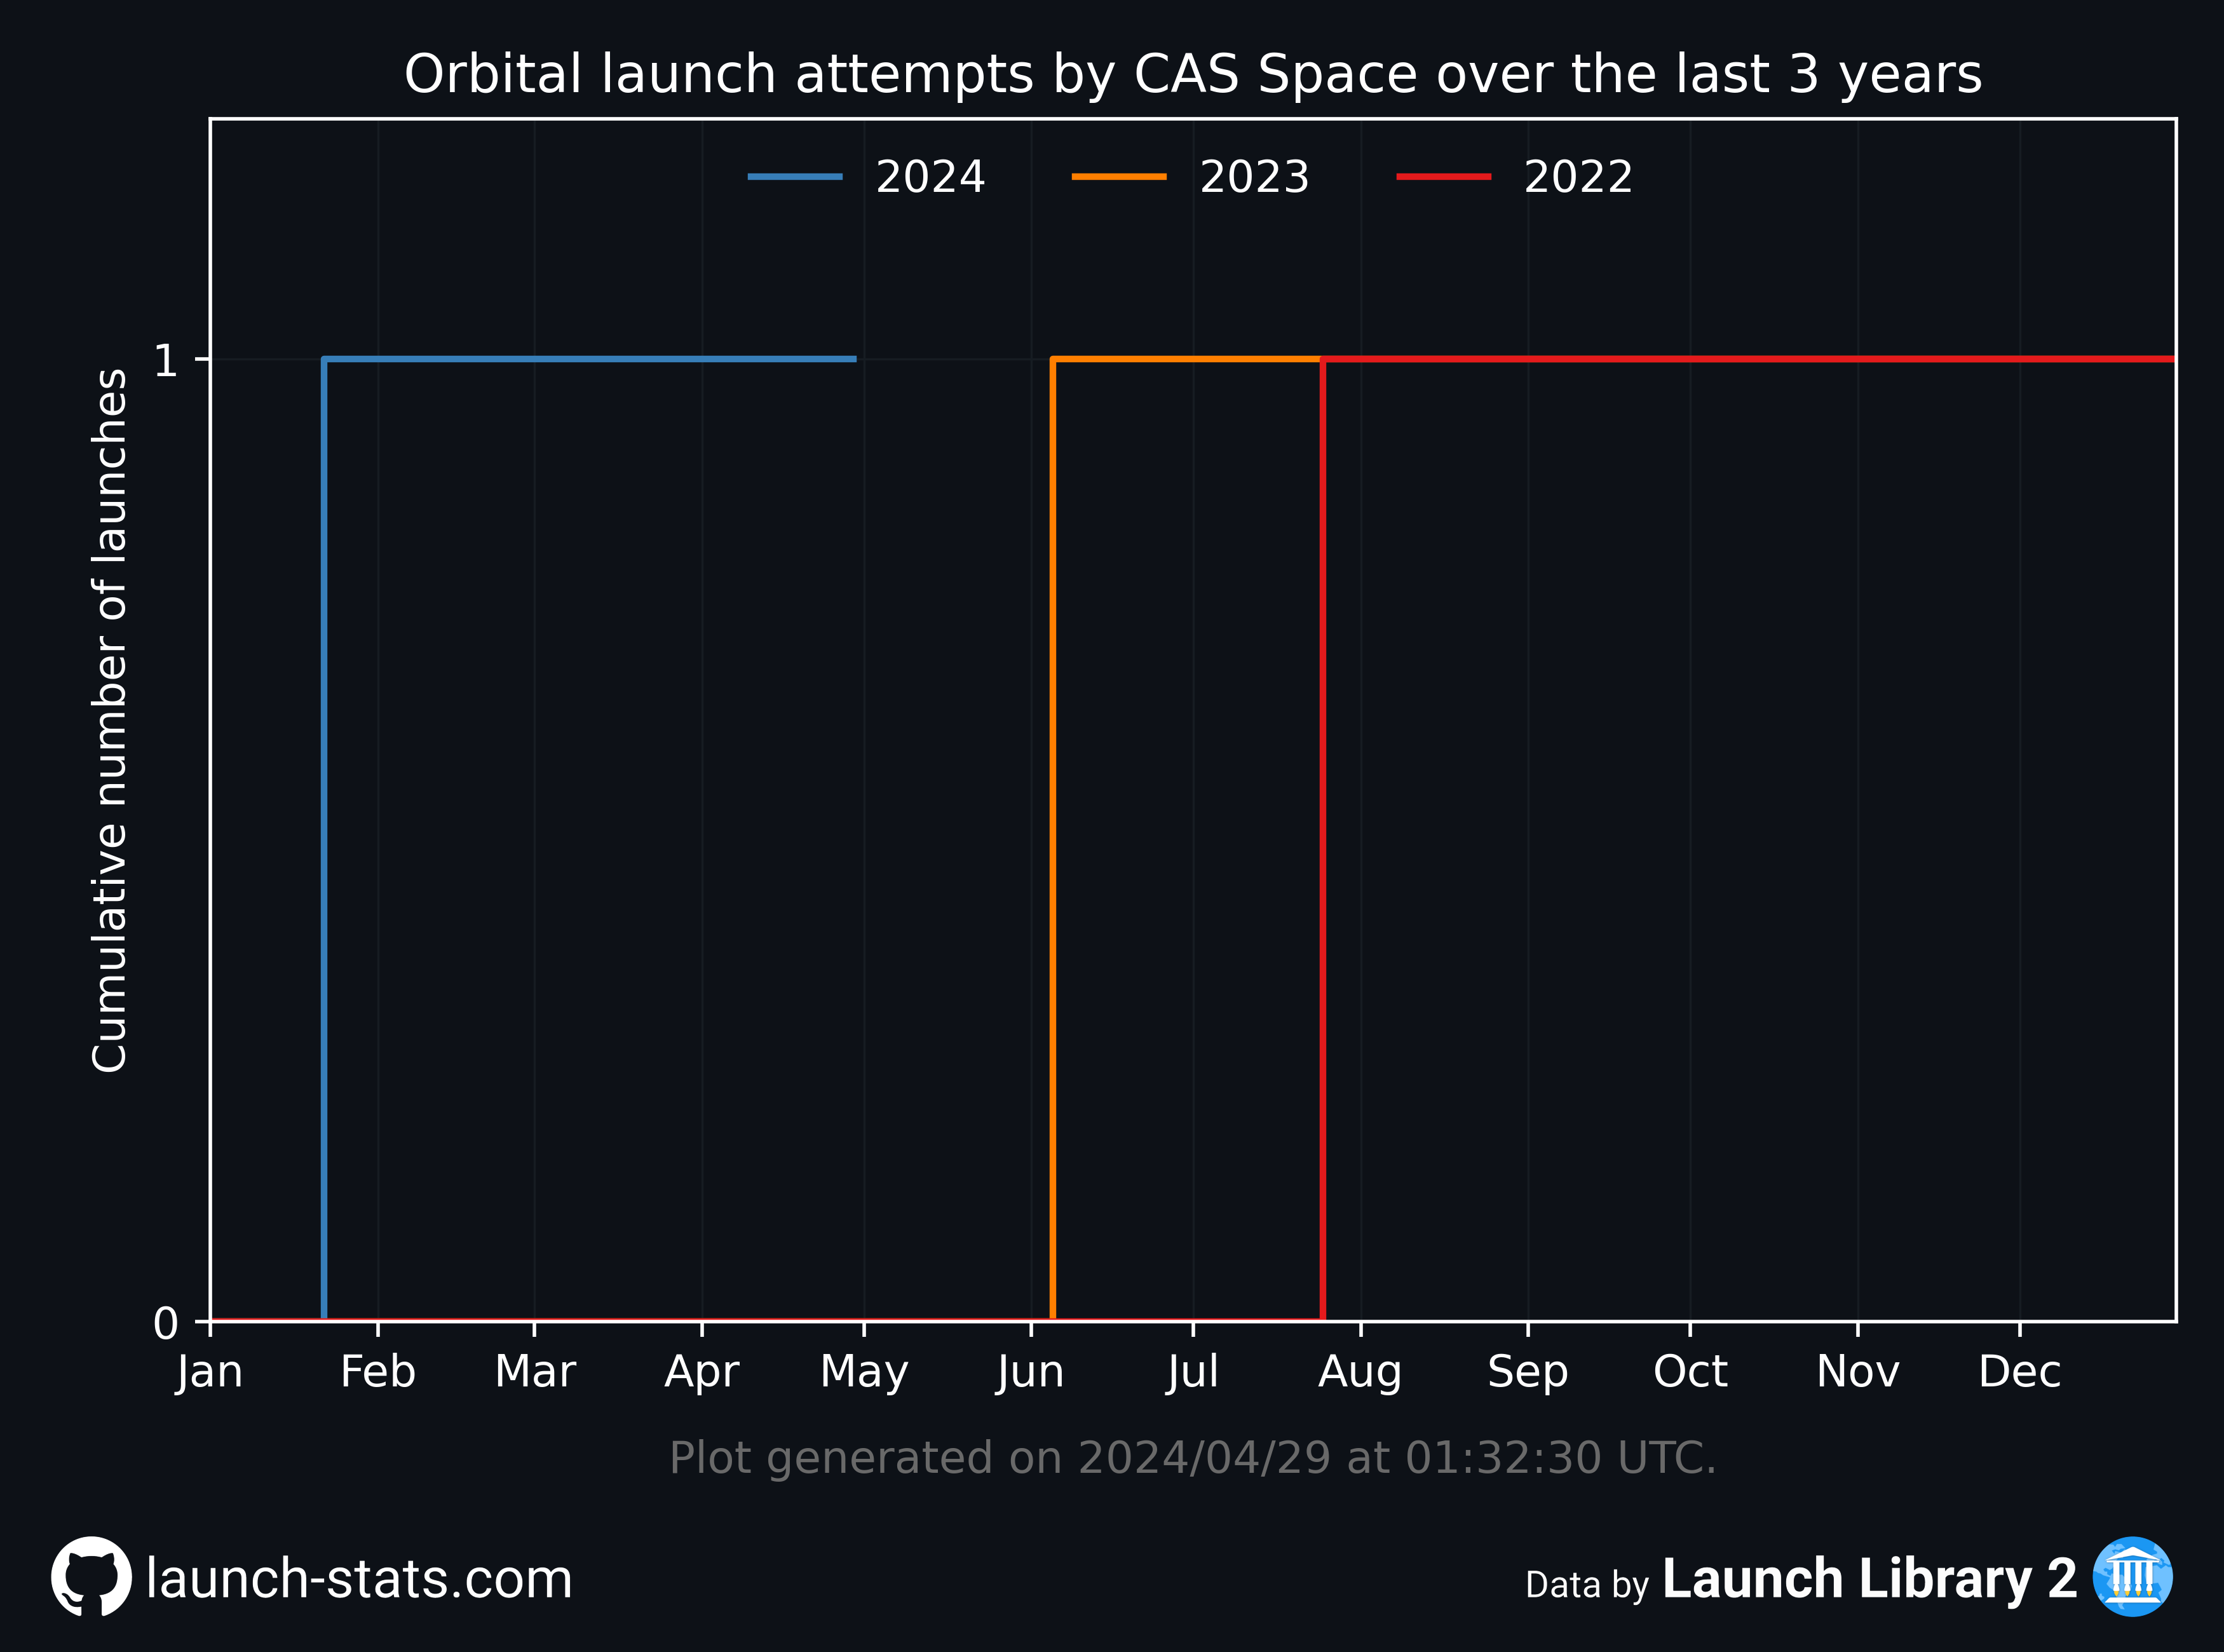 Orbital launch attempts by CAS Space over the last 3 years
2024 2023 2022
Cumulative number of launches
1
0
Jan Feb Mar Apr May Jun Jul Aug Sep Oct Nov Dec
Plot generated on 2024/04/29 at 01:32:30 UTC.
launch-stats.com
Data by Launch Library 2